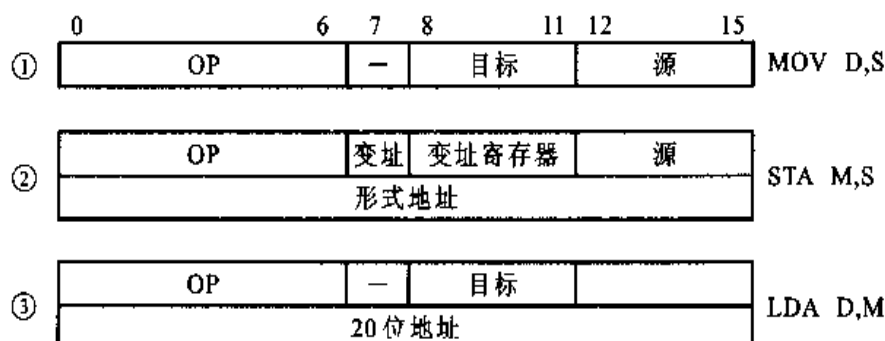 0 6 7 8 11 12 15
① OP — 目标 源 MOV D,S
OP 变址 变址寄存器 源
② STA M,S
形式地址
OP — 目标
③ LDA D,M
20位地址